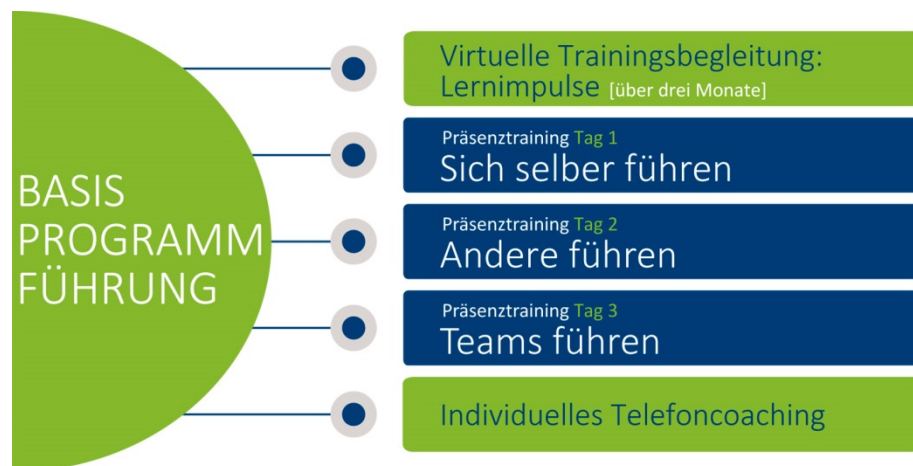 BASIS
PROGRAMM
FÜHRUNG
Virtuelle Trainingsbegleitung:
Lernimpulse [über drei Monate]
Präsenztraining Tag 1
Sich selber führen
Präsenztraining Tag 2
Andere führen
Präsenztraining Tag 3
Teams führen
Individuelles Telefoncoaching